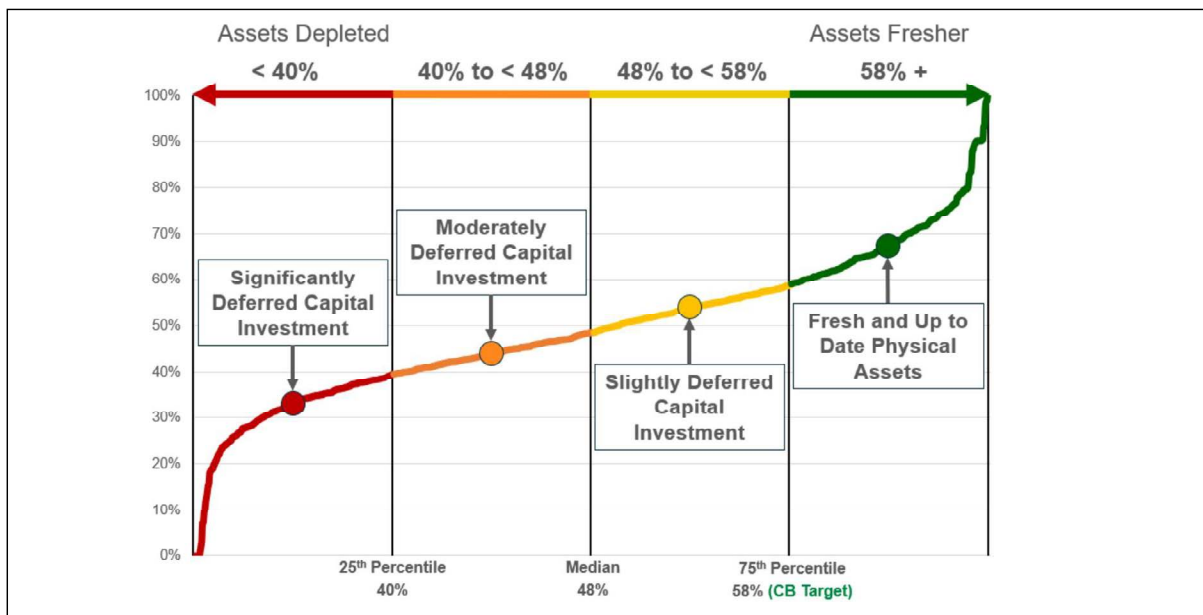 Assets Depleted
Assets Fresher
< 40%
40% to < 48%
48% to < 58%
58% +
100%
90%
80%
70%
60%
50%
40%
30%
20%
10%
0%
Significantly
Deferred Capital
Investment
Moderately
Deferred Capital
Investment
Slightly Deferred
Capital
Investment
Fresh and Up to
Date Physical
Assets
25th Percentile
40%
Median
48%
75th Percentile
58% (CB Target)